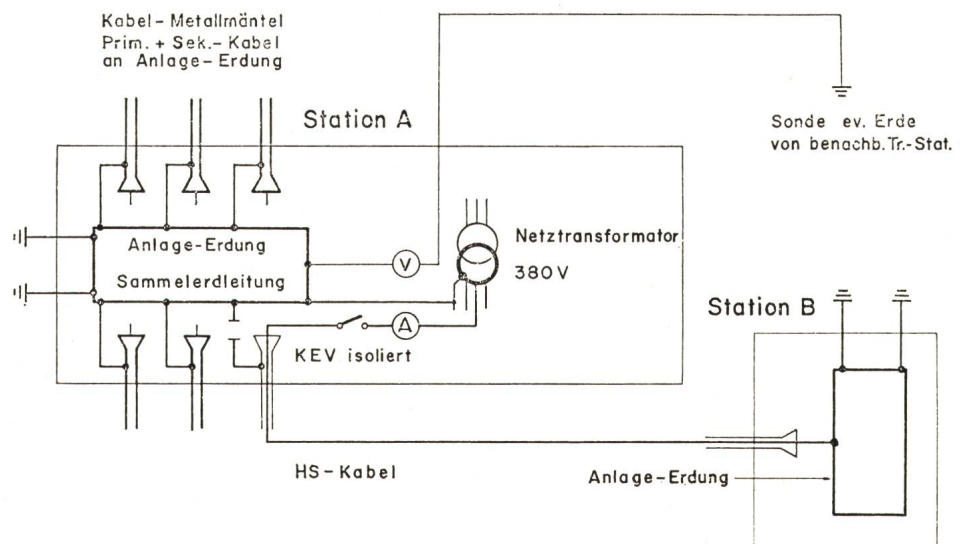 Kabel-Metallmäntel
Prim. + Sek.-Kabel
an Anlage-Erdung
Station A
Sonde ev. Erde
von benachb. Tr.-Stat.
Anlage-Erdung
Sammelerdleitung
V
Netztransformator
380V
A
KEV isoliert
Station B
HS-Kabel
Anlage-Erdung